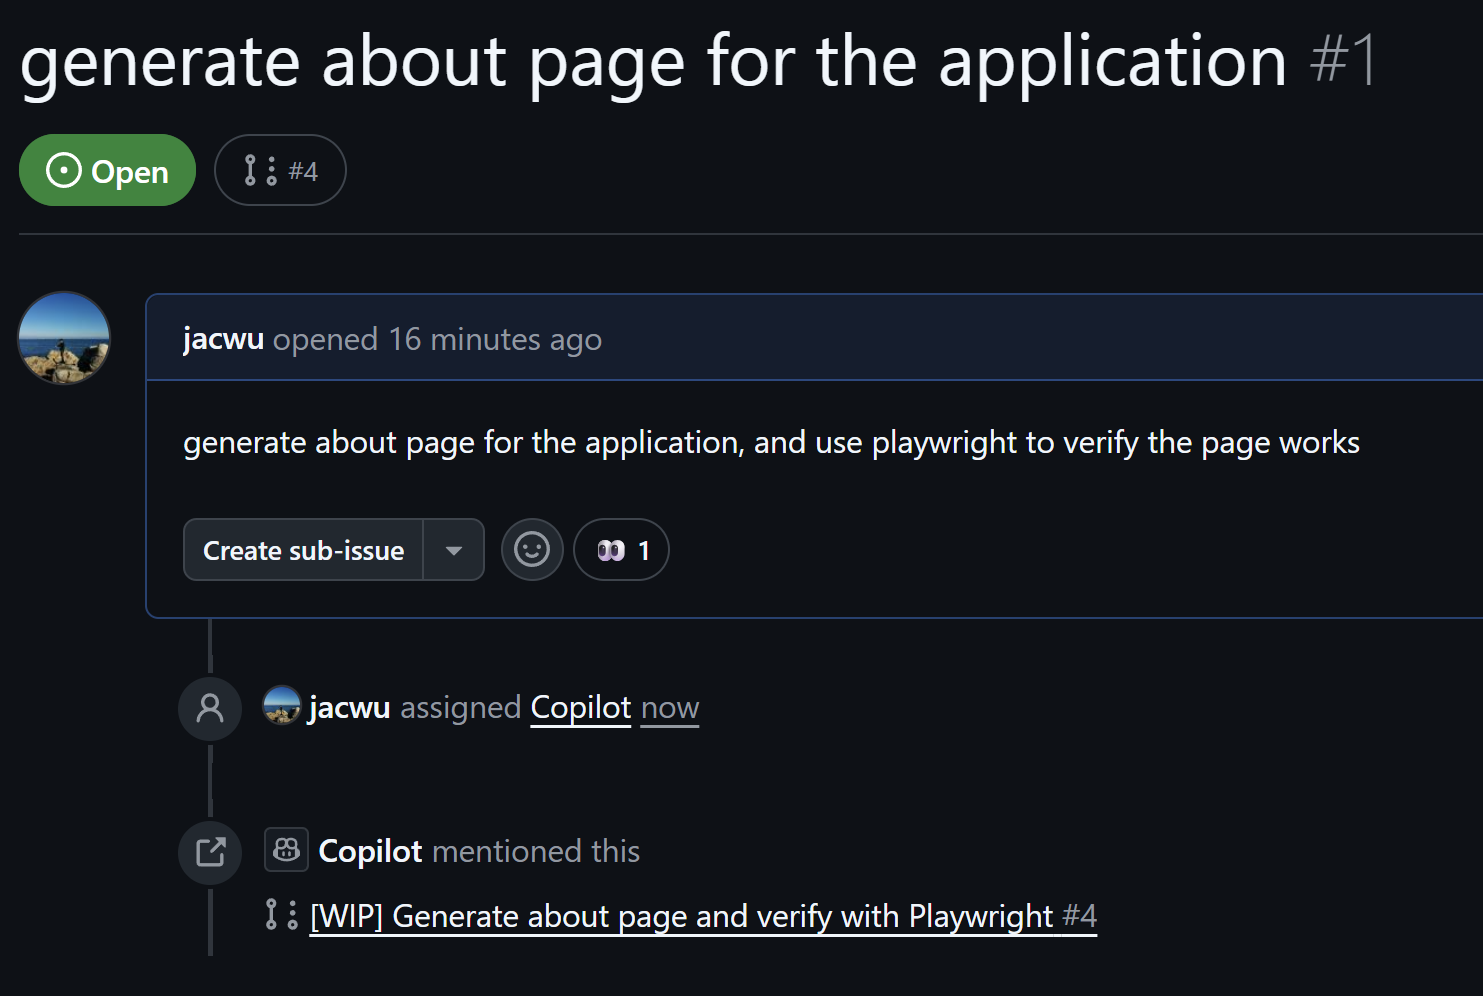 generate about page for the application #1
Open #4
jacwu opened 16 minutes ago
generate about page for the application, and use playwright to verify the page works
Create sub-issue 1
jacwu assigned Copilot now
Copilot mentioned this
[WIP] Generate about page and verify with Playwright #4